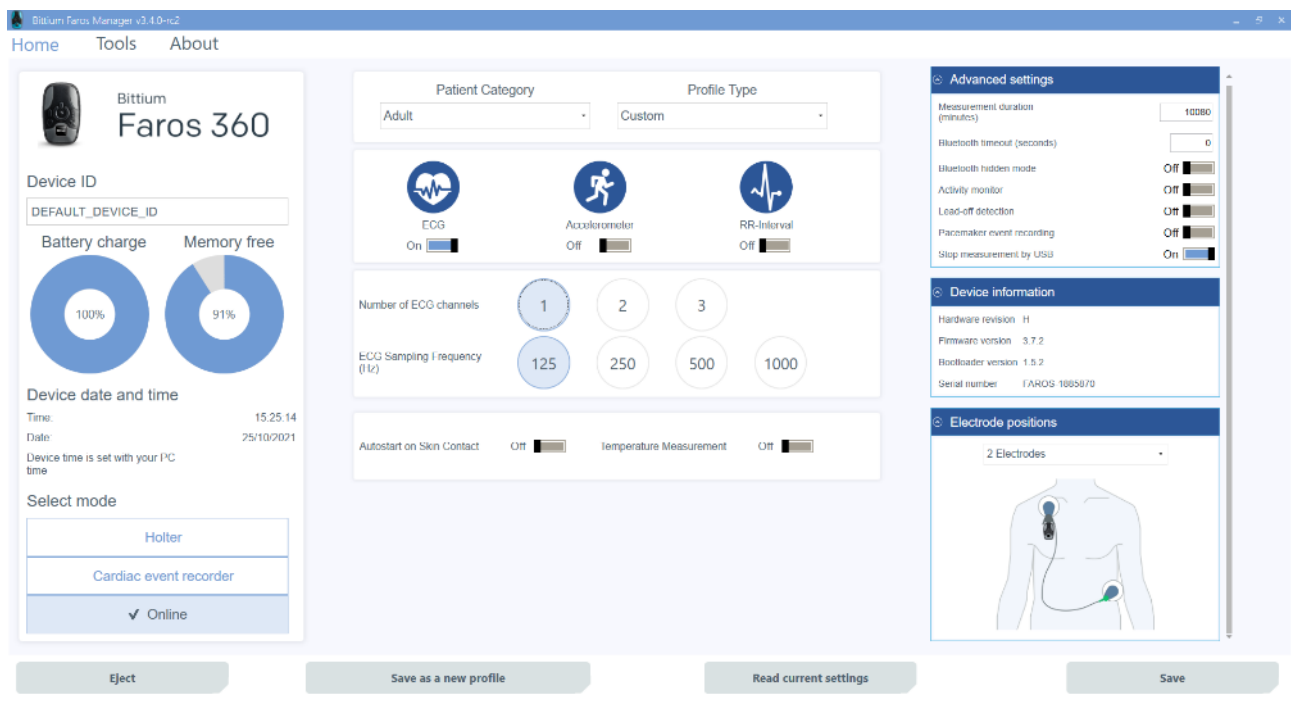 Bittium Faros Manager v3.4.0-rc2
Home Tools About
Bittium
Faros 360
Device ID
DEFAULT_DEVICE_ID
Battery charge Memory free
100% 91%
Device date and time
Time: 15.25.14
Date: 25/10/2021
Device time is set with your PC
time
Select mode
Holter
Cardiac event recorder
✓ Online
Patient Category Profile Type
Adult Custom
ECG Accelerometer RR-Interval
On Off Off
Number of ECG channels 1 2 3
ECG Sampling Frequency
(Hz) 125 250 500 1000
Autostart on Skin Contact Off Temperature Measurement Off
Advanced settings
Measurement duration
(minutes) 10080
Bluetooth timeout (seconds) 0
Bluetooth hidden mode Off
Activity monitor Off
Lead-off detection Off
Pacemaker event recording Off
Stop measurement by USB On
Device information
Hardware revision H
Firmware version 3.7.2
Bootloader version 1.5.2
Serial number FAROS 1885870
Electrode positions
2 Electrodes
Eject Save as a new profile Read current settings Save